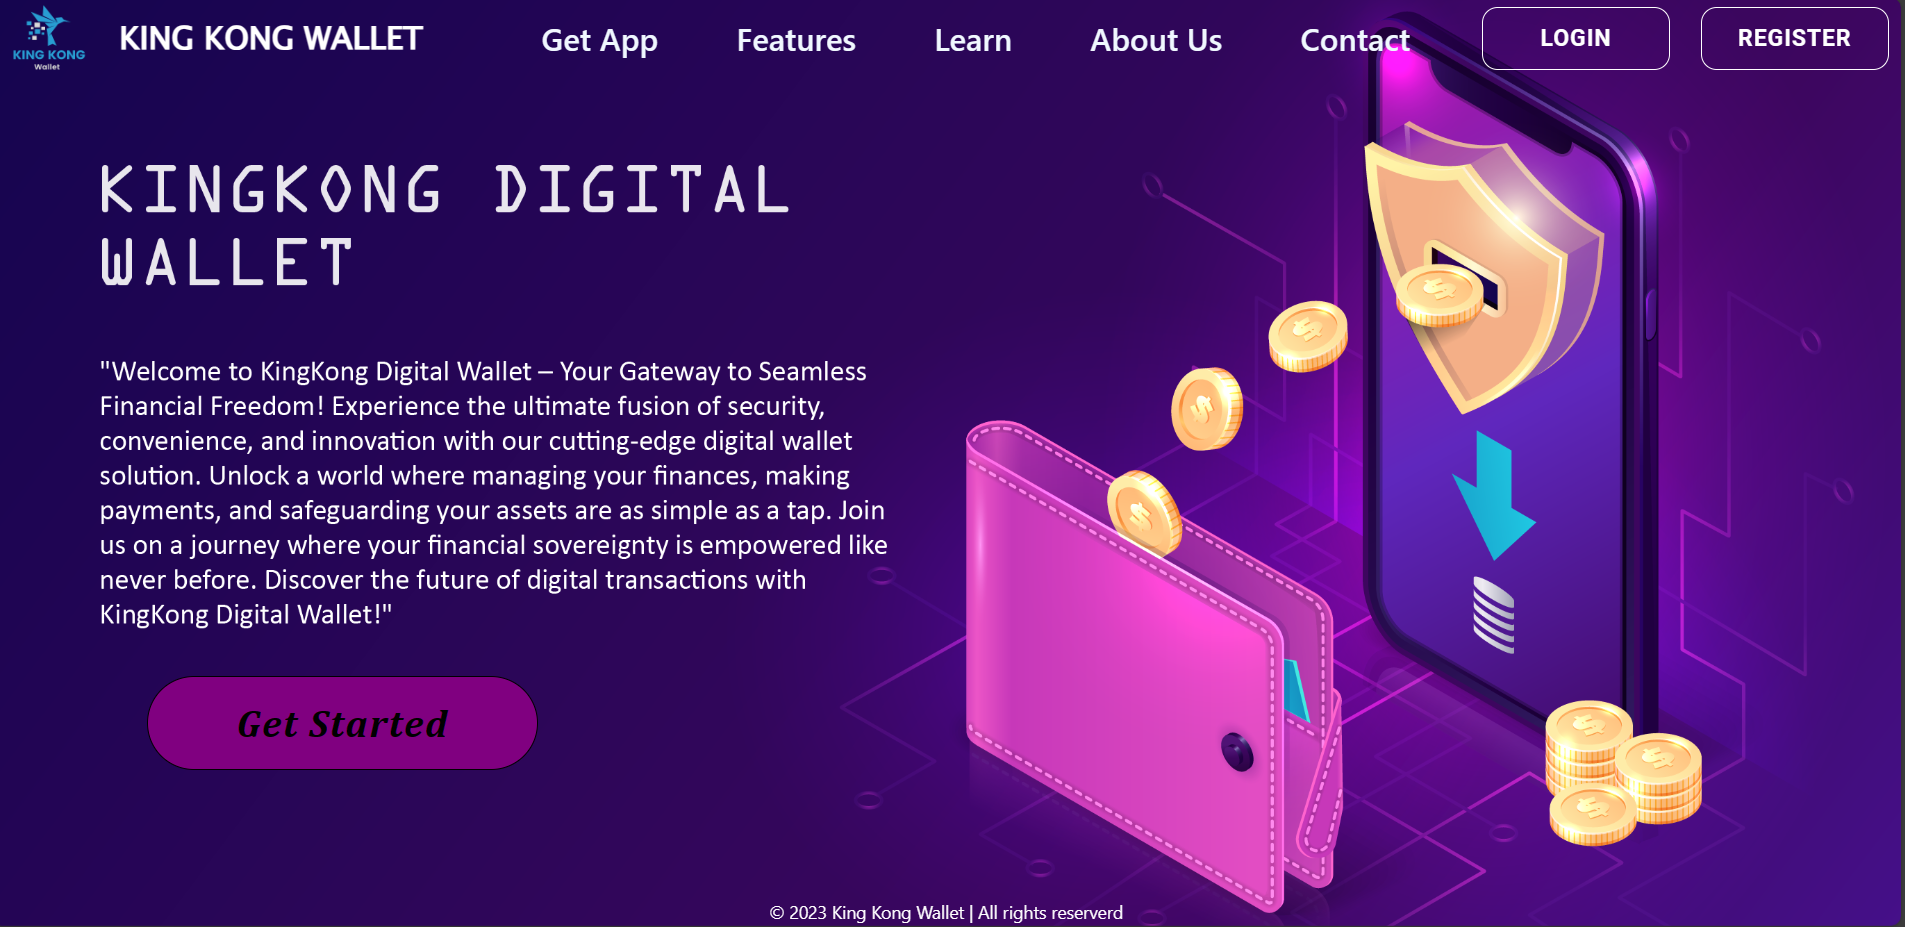 KING KONG
Wallet
KING KONG WALLET
Get App
Features
Learn
About Us
Contact
LOGIN
REGISTER
KINGKONG DIGITAL
WALLET
"Welcome to KingKong Digital Wallet – Your Gateway to Seamless
Financial Freedom! Experience the ultimate fusion of security,
convenience, and innovation with our cutting-edge digital wallet
solution. Unlock a world where managing your finances, making
payments, and safeguarding your assets are as simple as a tap. Join
us on a journey where your financial sovereignty is empowered like
never before. Discover the future of digital transactions with
KingKong Digital Wallet!"
Get Started
© 2023 King Kong Wallet | All rights reserverd